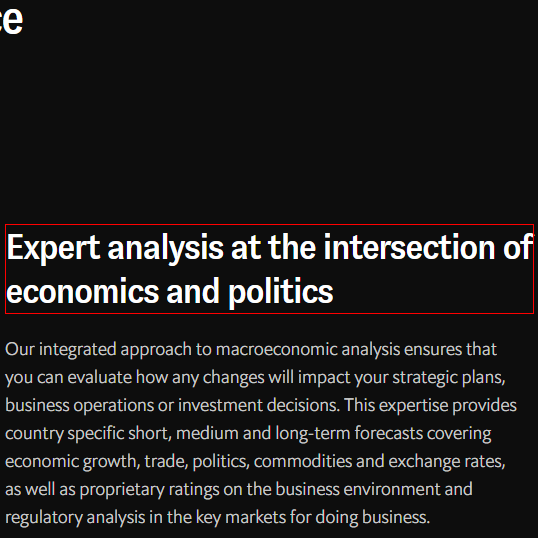 Expert analysis at the intersection of
economics and politics
Our integrated approach to macroeconomic analysis ensures that
you can evaluate how any changes will impact your strategic plans,
business operations or investment decisions. This expertise provides
country specific short, medium and long-term forecasts covering
economic growth, trade, politics, commodities and exchange rates,
as well as proprietary ratings on the business environment and
regulatory analysis in the key markets for doing business.